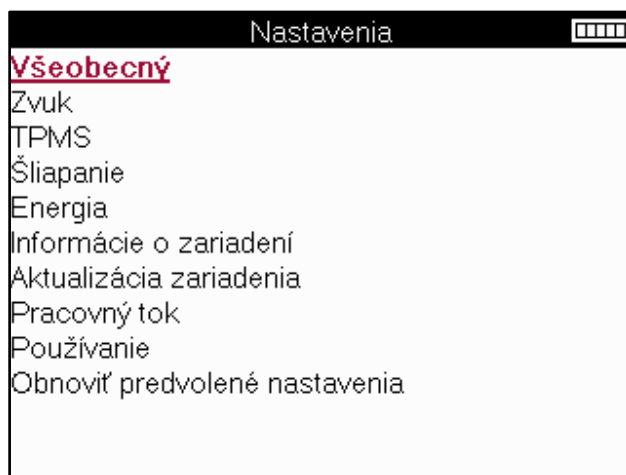 Nastavenia
Všeobecný
Zvuk
TPMS
Šliapanie
Energia
Informácie o zariadení
Aktualizácia zariadenia
Pracovný tok
Používanie
Obnoviť predvolené nastavenia